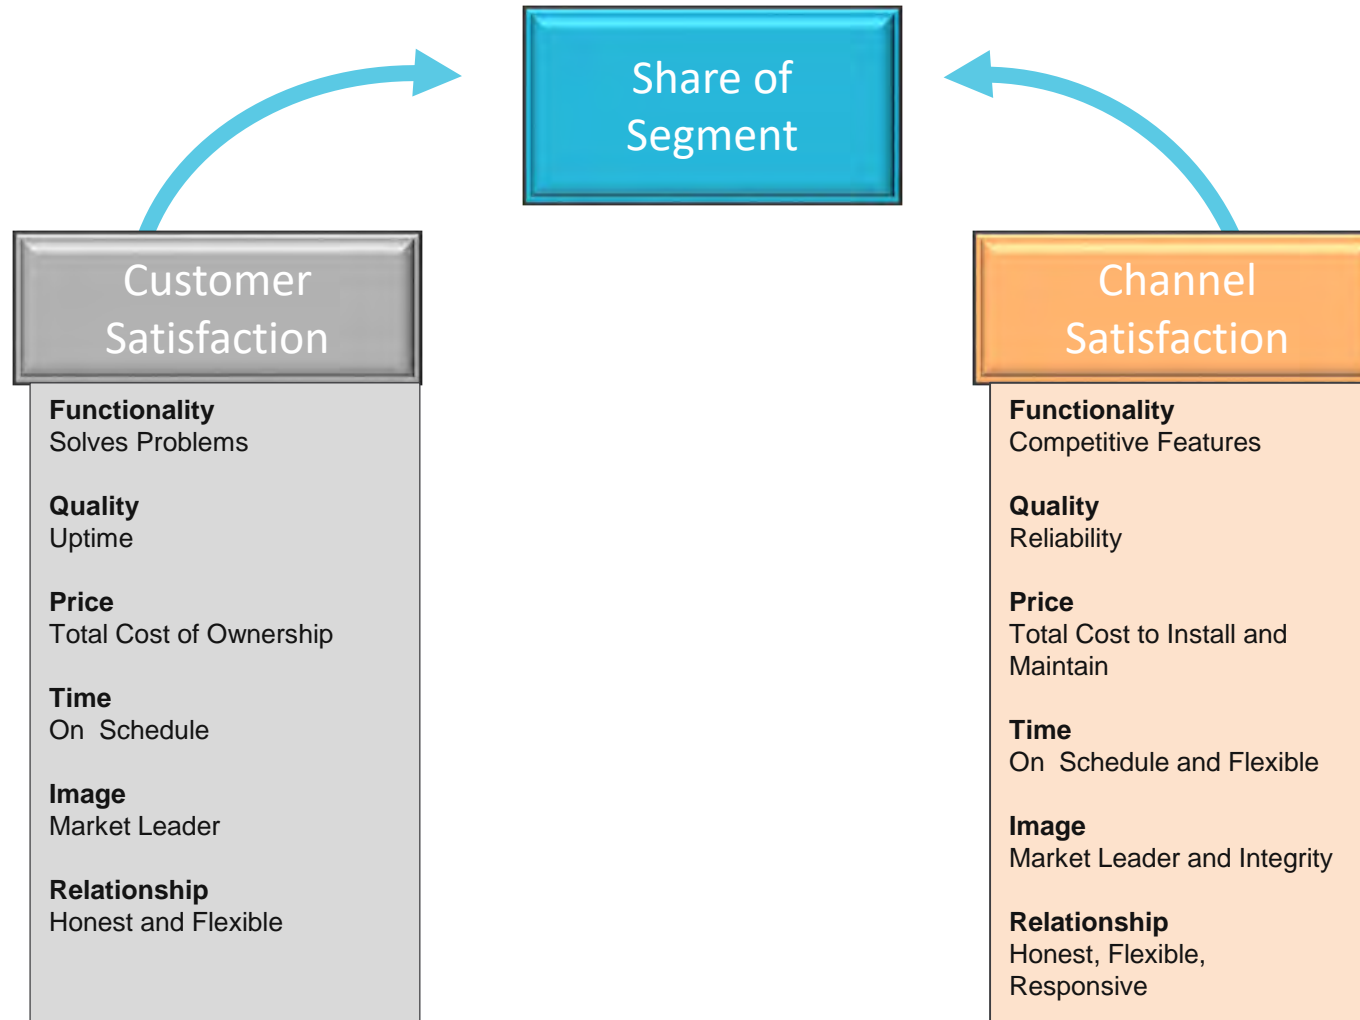 Share of
Segment
Customer
Satisfaction
Functionality
Solves Problems
Quality
Uptime
Price
Total Cost of Ownership
Time
On  Schedule
Image
Market Leader
Relationship
Honest and Flexible
Channel
Satisfaction
Functionality
Competitive Features
Quality
Reliability
Price
Total Cost to Install and
Maintain
Time
On  Schedule and Flexible
Image
Market Leader and Integrity
Relationship
Honest, Flexible,
Responsive